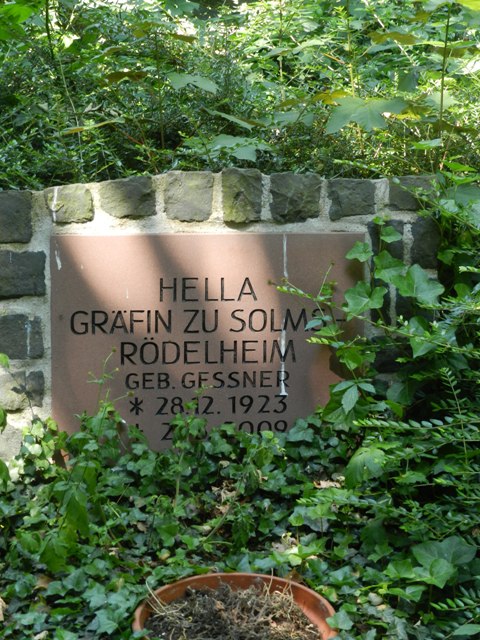 HELLA
GRÄFIN ZU SOLMS-
RÖDELHEIM
GEB. GESSNER
* 28.12.1923